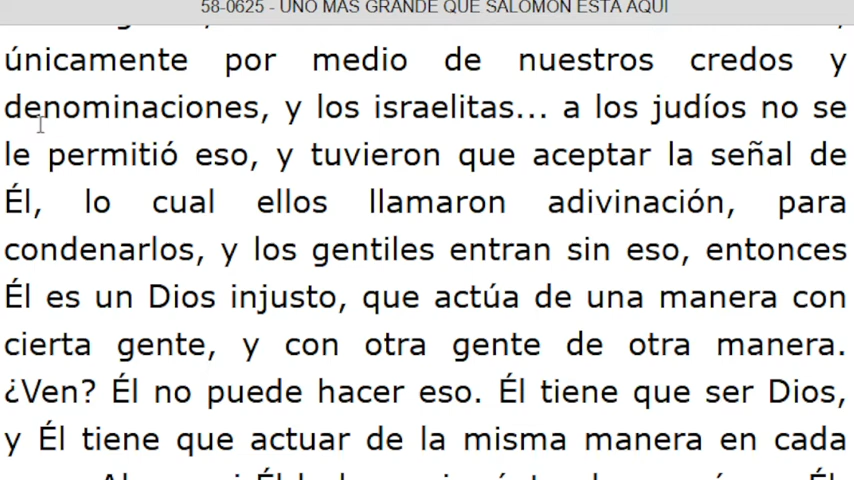 58-0625 - UNO MAS GRANDE QUE SALOMON ESTA AQUI
únicamente por medio de nuestros credos y
denominaciones, y los israelitas... a los judíos no se
le permitió eso, y tuvieron que aceptar la señal de
Él, lo cual ellos llamaron adivinación, para
condenarlos, y los gentiles entran sin eso, entonces
Él es un Dios injusto, que actúa de una manera con
cierta gente, y con otra gente de otra manera.
¿Ven? Él no puede hacer eso. Él tiene que ser Dios,
y Él tiene que actuar de la misma manera en cada